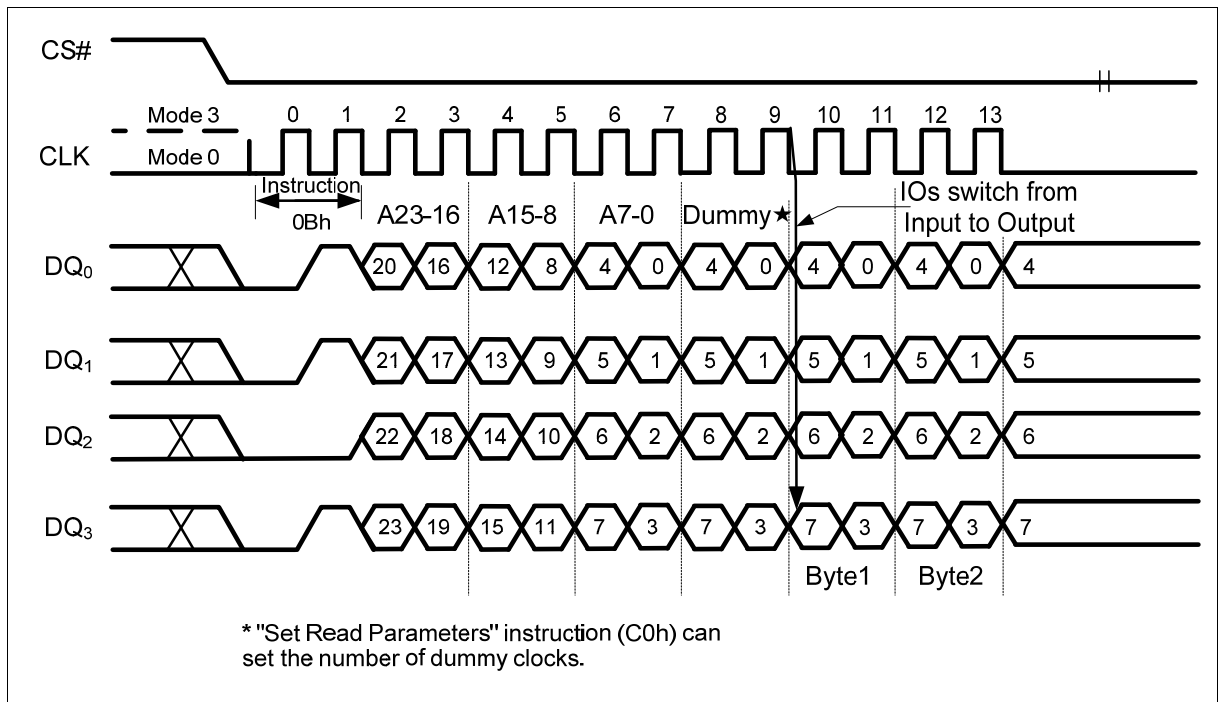 CS#
Mode 3 0 1 2 3 4 5 6 7 8 9 10 11 12 13
CLK Mode 0
Instruction IOs switch from
0Bh A23-16 A15-8 A7-0 Dummy★ Input to Output
DQ0 20 16 12 8 4 0 4 0 4 0 4 0 4
DQ1 21 17 13 9 5 1 5 1 5 1 5 1 5
DQ2 22 18 14 10 6 2 6 2 6 2 6 2 6
DQ3 23 19 15 11 7 3 7 3 7 3 7 3 7
Byte1 Byte2
* "Set Read Parameters" instruction (C0h) can
set the number of dummy clocks.